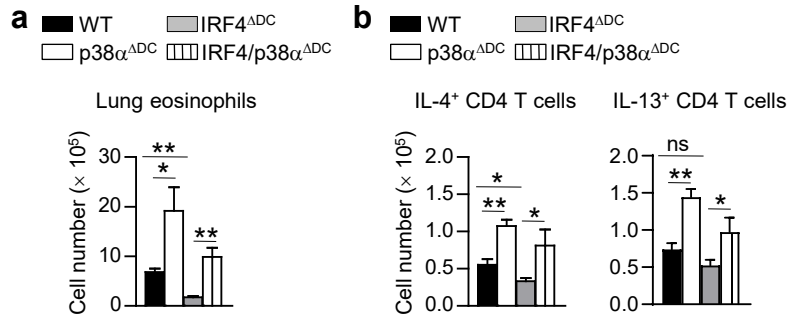 a
WT
IRF4ΔDC
p38αΔDC
IRF4/p38αΔDC
Lung eosinophils
Cell number (× 10⁵)
30
20
10
0
**
*
**
b
WT
IRF4ΔDC
p38αΔDC
IRF4/p38αΔDC
IL-4⁺ CD4 T cells
Cell number (× 10⁵)
2.0
1.5
1.0
0.5
0.0
*
**
*
IL-13⁺ CD4 T cells
2.0
1.5
1.0
0.5
0.0
ns
**
*